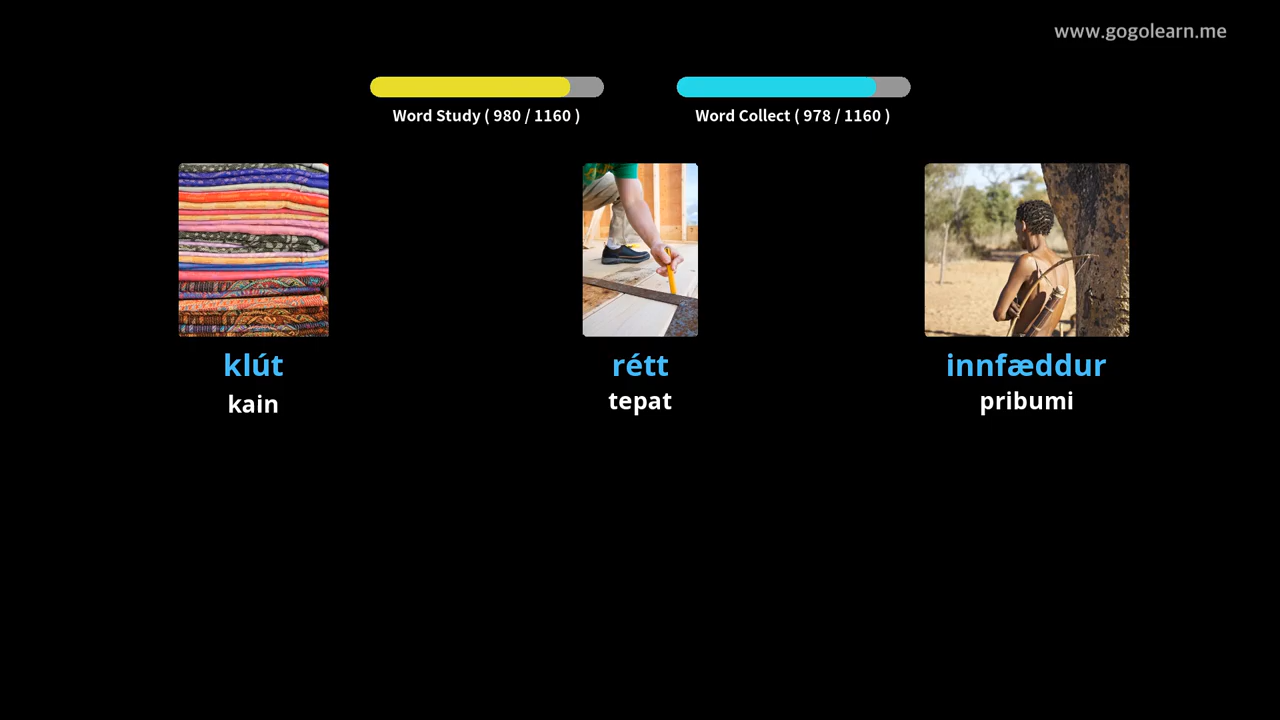 www.gogolearn.me
Word Study ( 980 / 1160 )
Word Collect ( 978 / 1160 )
klút
kain
rétt
tepat
innfæddur
pribumi